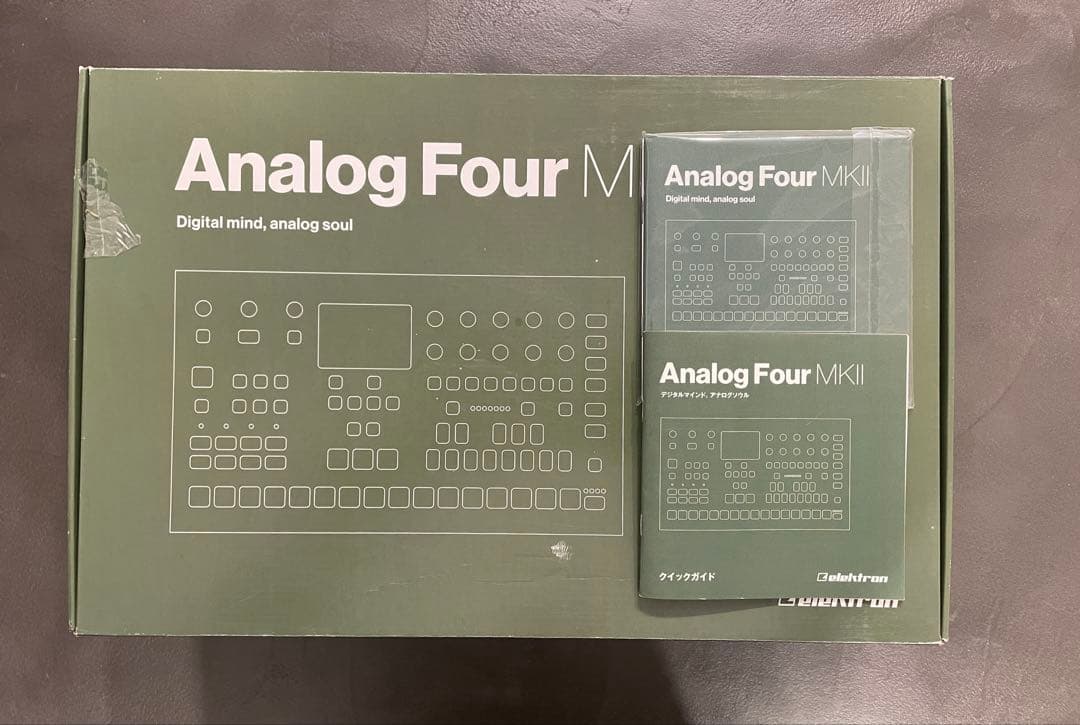 Analog Four M
Digital mind, analog soul
Analog Four MKII
Digital mind, analog soul
Analog Four MKII
デジタルマインド, アナログソウル
クイックガイド
elektron
elektron